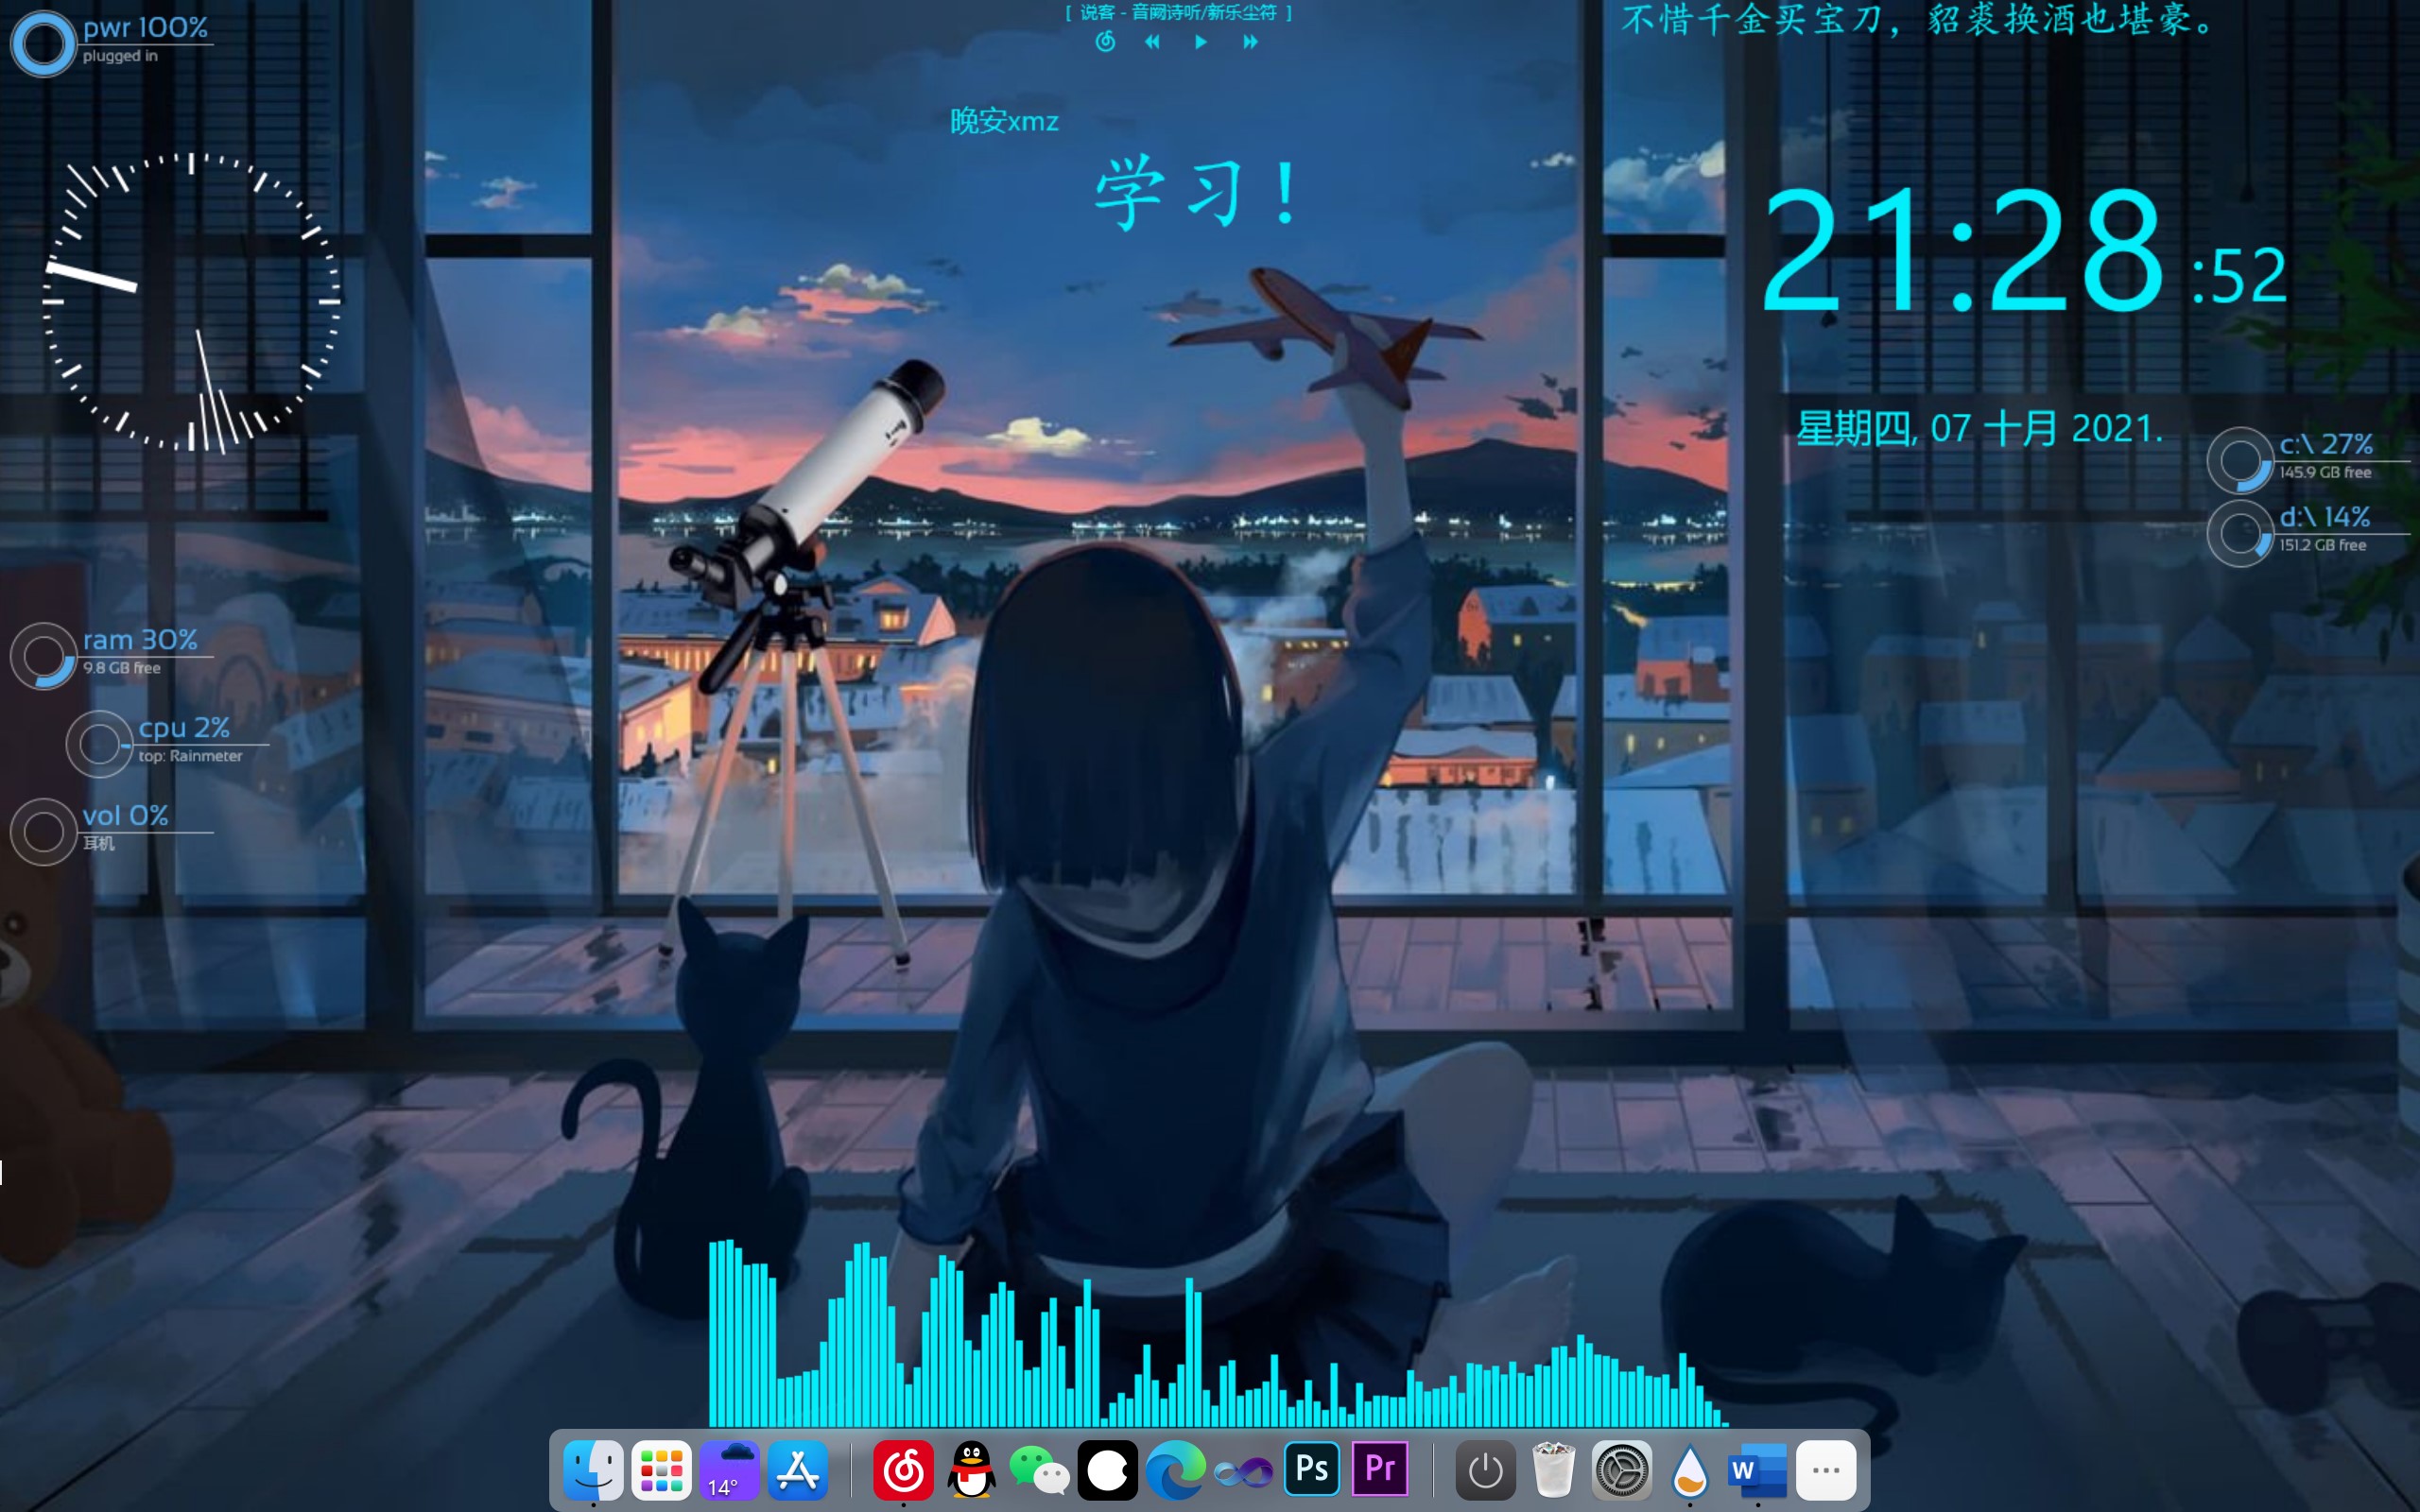 pwr 100%
plugged in
[ 说客 - 音阙诗听/新乐尘符 ]
不惜千金买宝刀，貂裘换酒也堪豪。
晚安xmz
学习！
21:28 :52
星期四, 07 十月 2021.
c:\ 27%
145.9 GB free
d:\ 14%
151.2 GB free
ram 30%
9.8 GB free
cpu 2%
top: Rainmeter
vol 0%
耳机
14°
Ps
Pr
W